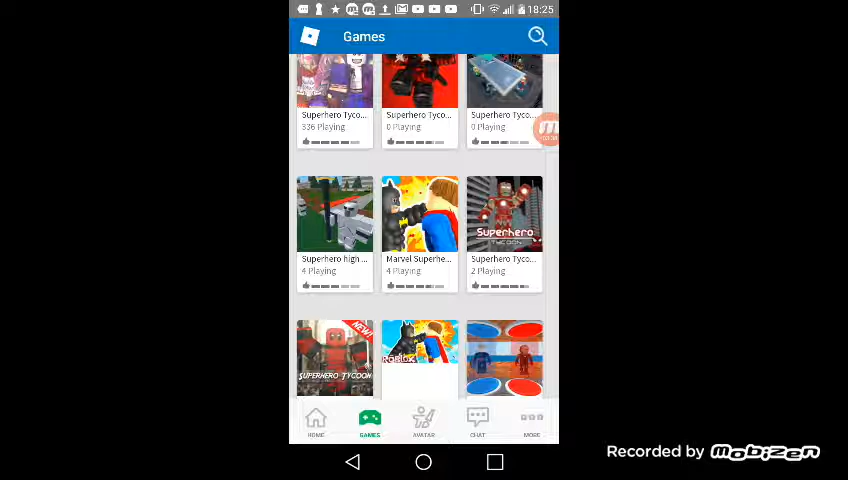 18:25
Games
Superhero Tyco...
Superhero Tyco...
Superhero Tyco...
336 Playing
0 Playing
0 Playing
Superhero
TYCOON
Superhero high ...
Marvel Superhe...
Superhero Tyco...
4 Playing
4 Playing
2 Playing
NEW!
SUPERHERO TYCOON
ROBLOX
HOME
GAMES
AVATAR
CHAT
MORE
Recorded by mobizen